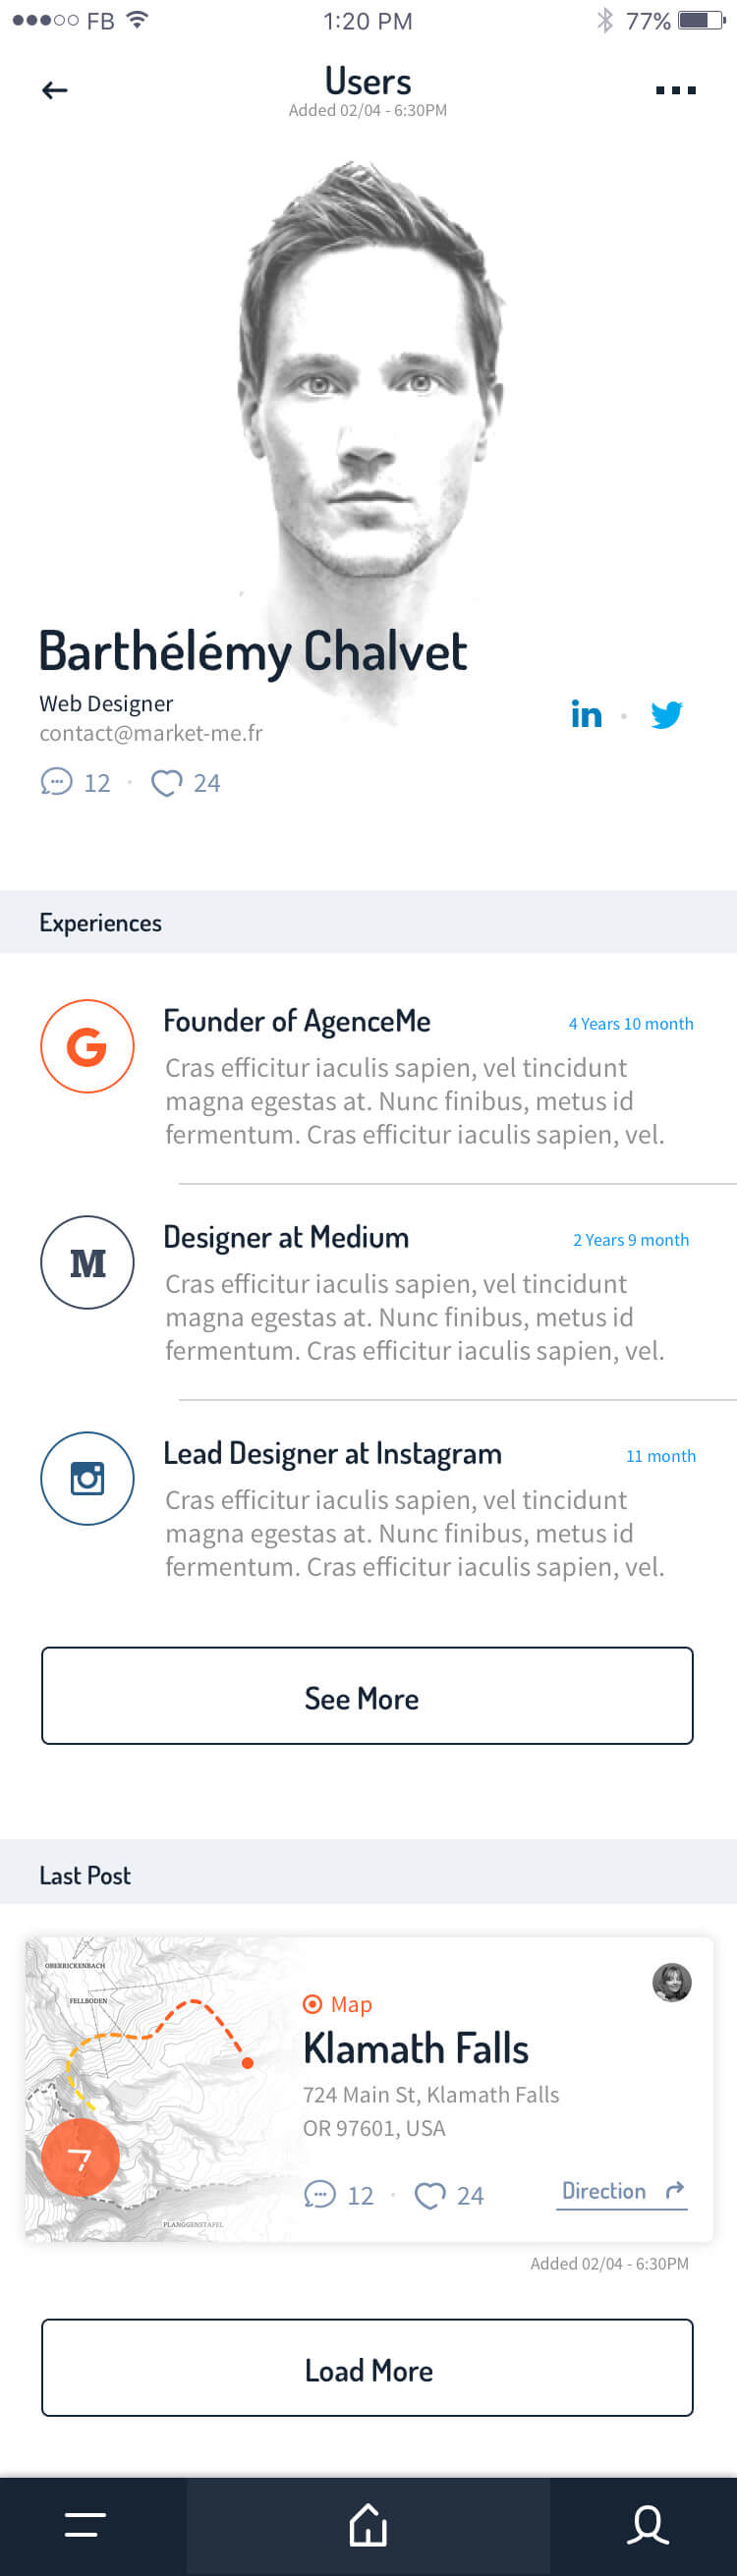 FB 1:20 PM 77%
Users
Added 02/04 - 6:30PM
Barthélémy Chalvet
Web Designer
contact@market-me.fr
12 24
Experiences
Founder of AgenceMe 4 Years 10 month
Cras efficitur iaculis sapien, vel tincidunt
magna egestas at. Nunc finibus, metus id
fermentum. Cras efficitur iaculis sapien, vel.
Designer at Medium 2 Years 9 month
Cras efficitur iaculis sapien, vel tincidunt
magna egestas at. Nunc finibus, metus id
fermentum. Cras efficitur iaculis sapien, vel.
Lead Designer at Instagram 11 month
Cras efficitur iaculis sapien, vel tincidunt
magna egestas at. Nunc finibus, metus id
fermentum. Cras efficitur iaculis sapien, vel.
See More
Last Post
OBERRICKENBACH
FELLBODEN
Map
Klamath Falls
724 Main St, Klamath Falls
OR 97601, USA
12 24 Direction
PLANGGENSTAFEL
Added 02/04 - 6:30PM
Load More